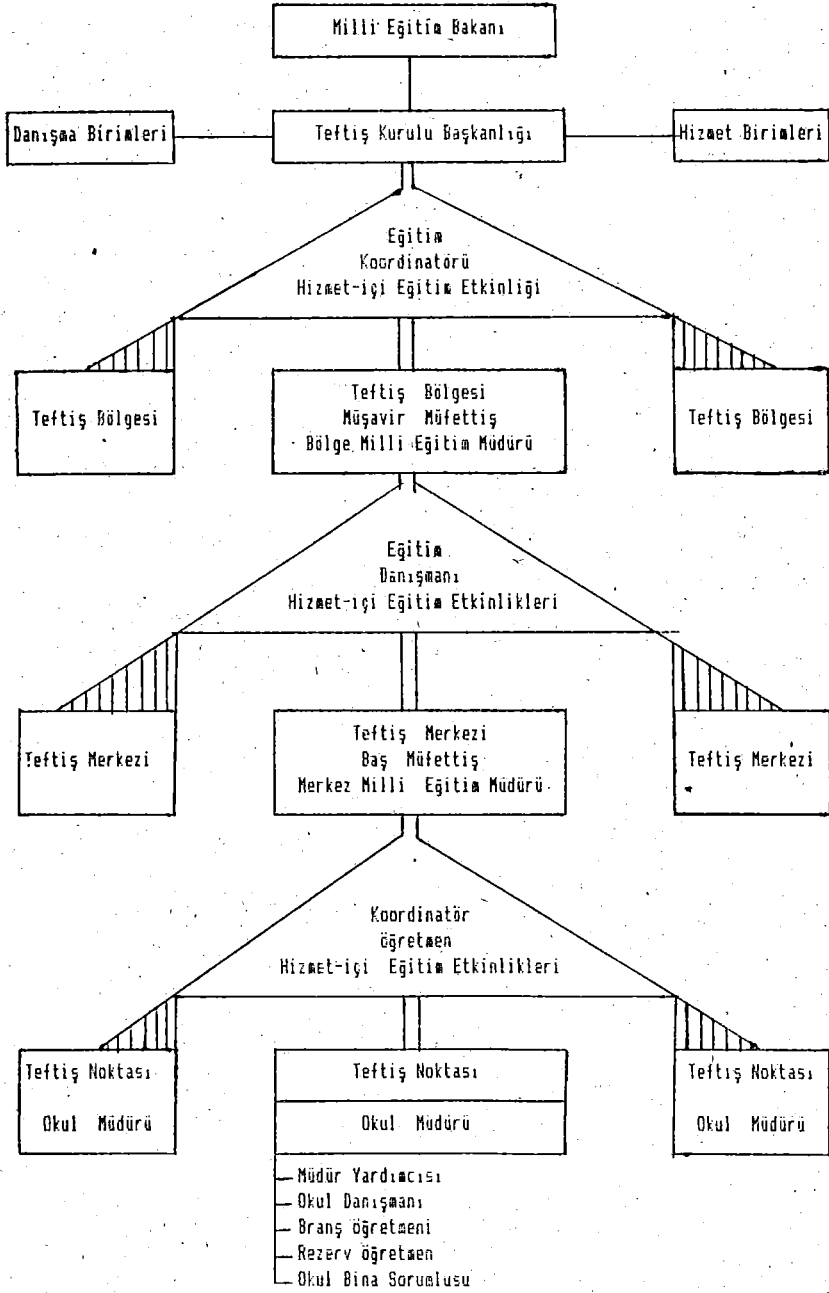 Milli Eğitim Bakanı
Danışma Birimleri
Teftiş Kurulu Başkanlığı
Hizmet Birimleri
Eğitim
Koordinatörü
Hizmet-içi Eğitim Etkinliği
Teftiş Bölgesi
Teftiş Bölgesi
Müşavir Müfettiş
Bölge Milli Eğitim Müdürü
Teftiş Bölgesi
Eğitim
Danışmanı
Hizmet-içi Eğitim Etkinlikleri
Teftiş Merkezi
Teftiş Merkezi
Baş Müfettiş
Merkez Milli Eğitim Müdürü
Teftiş Merkezi
Koordinatör
öğretmen
Hizmet-içi Eğitim Etkinlikleri
Teftiş Noktası
Okul Müdürü
Teftiş Noktası
Okul Müdürü
Teftiş Noktası
Okul Müdürü
Müdür Yardımcısı
Okul Danışmanı
Branş öğretmeni
Rezerv öğretmen
Okul Bina Sorumlusu